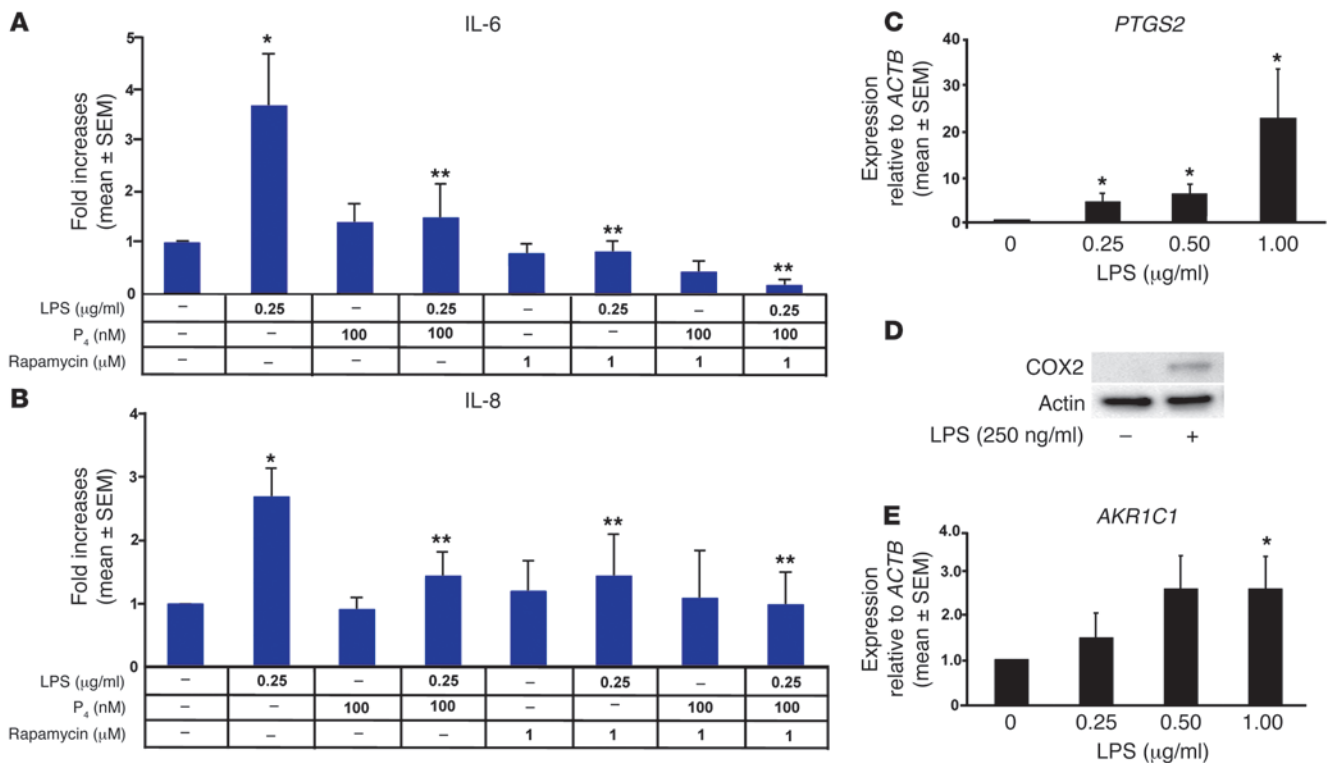 A
IL-6
Fold increases
(mean ± SEM)
5
4
3
2
1
0
*
**
**
**
LPS (μg/ml) – 0.25 – 0.25 – 0.25 – 0.25
P4 (nM) – – 100 100 – – 100 100
Rapamycin (μM) – – – – 1 1 1 1
B
IL-8
Fold increases
(mean ± SEM)
4
3
2
1
0
*
**
**
**
LPS (μg/ml) – 0.25 – 0.25 – 0.25 – 0.25
P4 (nM) – – 100 100 – – 100 100
Rapamycin (μM) – – – – 1 1 1 1
C
PTGS2
Expression
relative to ACTB
(mean ± SEM)
40
30
20
10
0
* * *
0 0.25 0.50 1.00
LPS (μg/ml)
D
COX2
Actin
LPS (250 ng/ml) – +
E
AKR1C1
Expression
relative to ACTB
(mean ± SEM)
4.0
3.0
2.0
1.0
0
*
0 0.25 0.50 1.00
LPS (μg/ml)